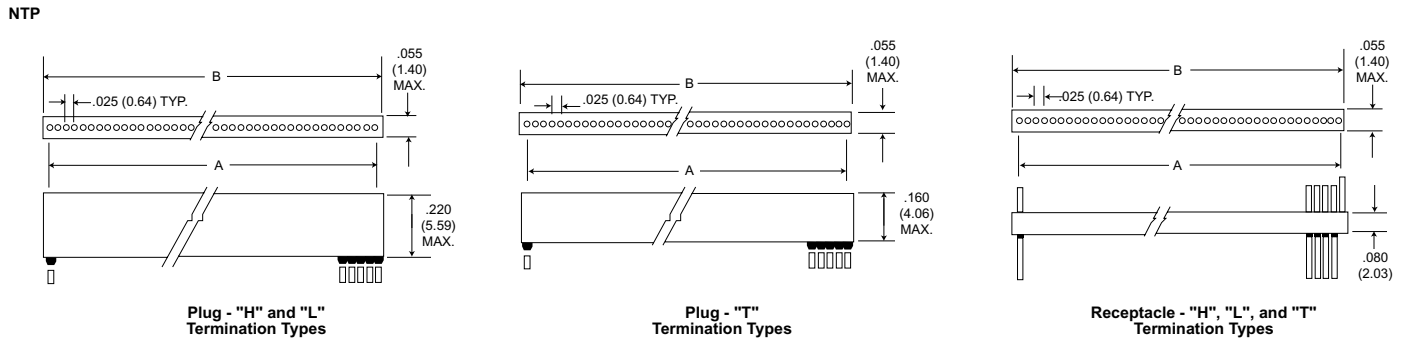 NTP
.055
(1.40)
MAX.
B
.025 (0.64) TYP.
A
.220
(5.59)
MAX.
Plug - "H" and "L"
Termination Types
.055
(1.40)
MAX.
B
.025 (0.64) TYP.
A
.160
(4.06)
MAX.
Plug - "T"
Termination Types
.055
(1.40)
MAX.
B
.025 (0.64) TYP.
A
.080
(2.03)
Receptacle - "H", "L", and "T"
Termination Types